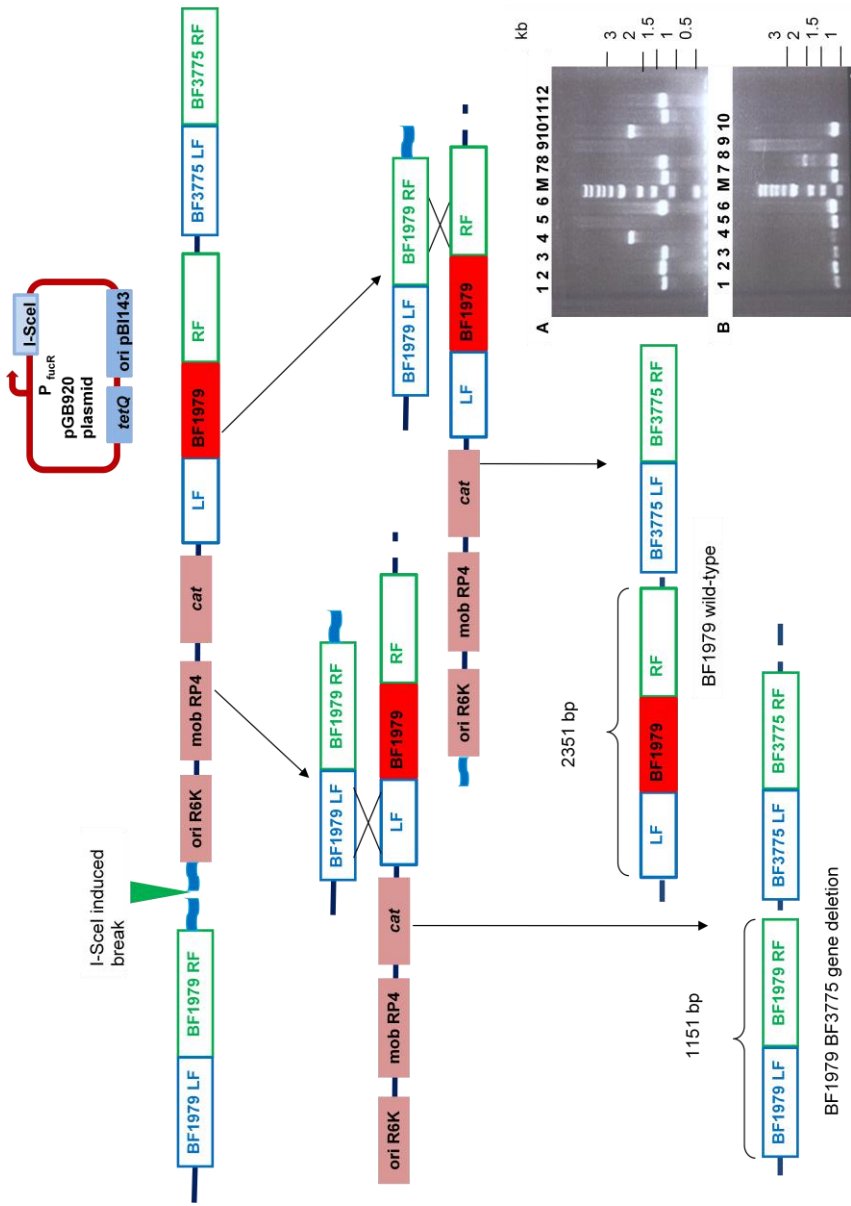 I-SceI induced
break
I-SceI
P fucR
pGB920
plasmid
tetQ
ori pBI143
BF1979 LF
BF1979 RF
ori R6K
mob RP4
cat
LF
BF1979
RF
BF3775 LF
BF3775 RF
BF1979 LF
BF1979 RF
ori R6K
mob RP4
cat
LF
BF1979
RF
BF1979 LF
BF1979 RF
ori R6K
mob RP4
cat
LF
BF1979
RF
1151 bp
BF1979 LF
BF1979 RF
BF3775 LF
BF3775 RF
BF1979 BF3775 gene deletion
2351 bp
LF
BF1979
RF
BF3775 LF
BF3775 RF
BF1979 wild-type
A
1 2 3 4 5 6 M 7 8 9 10 11 12
kb
3
2
1.5
1
0.5
B
1 2 3 4 5 6 M 7 8 9 10
3
2
1.5
1